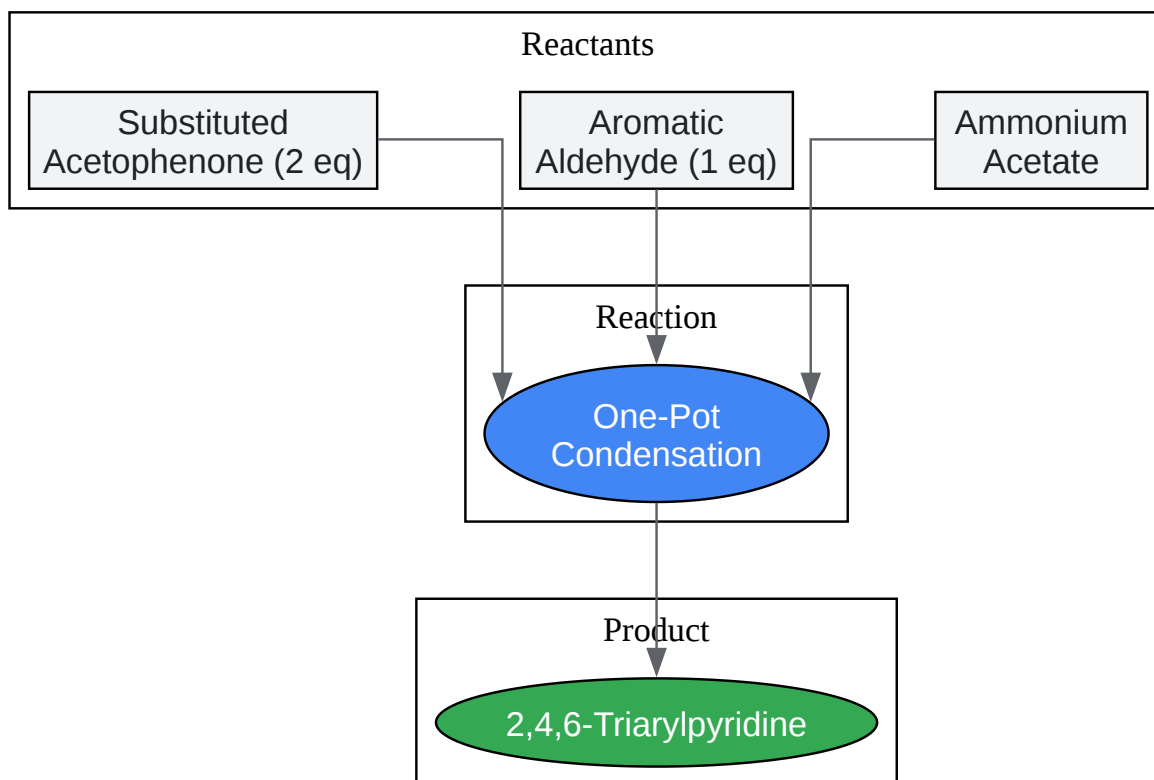 Reactants
Substituted
Acetophenone (2 eq)
Aromatic
Aldehyde (1 eq)
Ammonium
Acetate
Reaction
One-Pot
Condensation
Product
2,4,6-Triarylpyridine